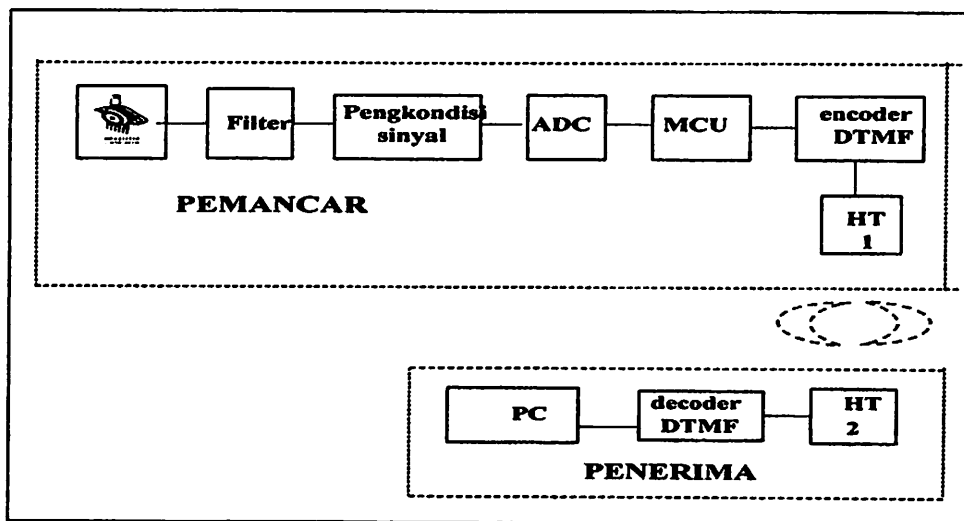 Filter
Pengkondisi
sinyal
ADC
MCU
encoder
DTMF
PEMANCAR
HT
1
PC
decoder
DTMF
HT
2
PENERIMA